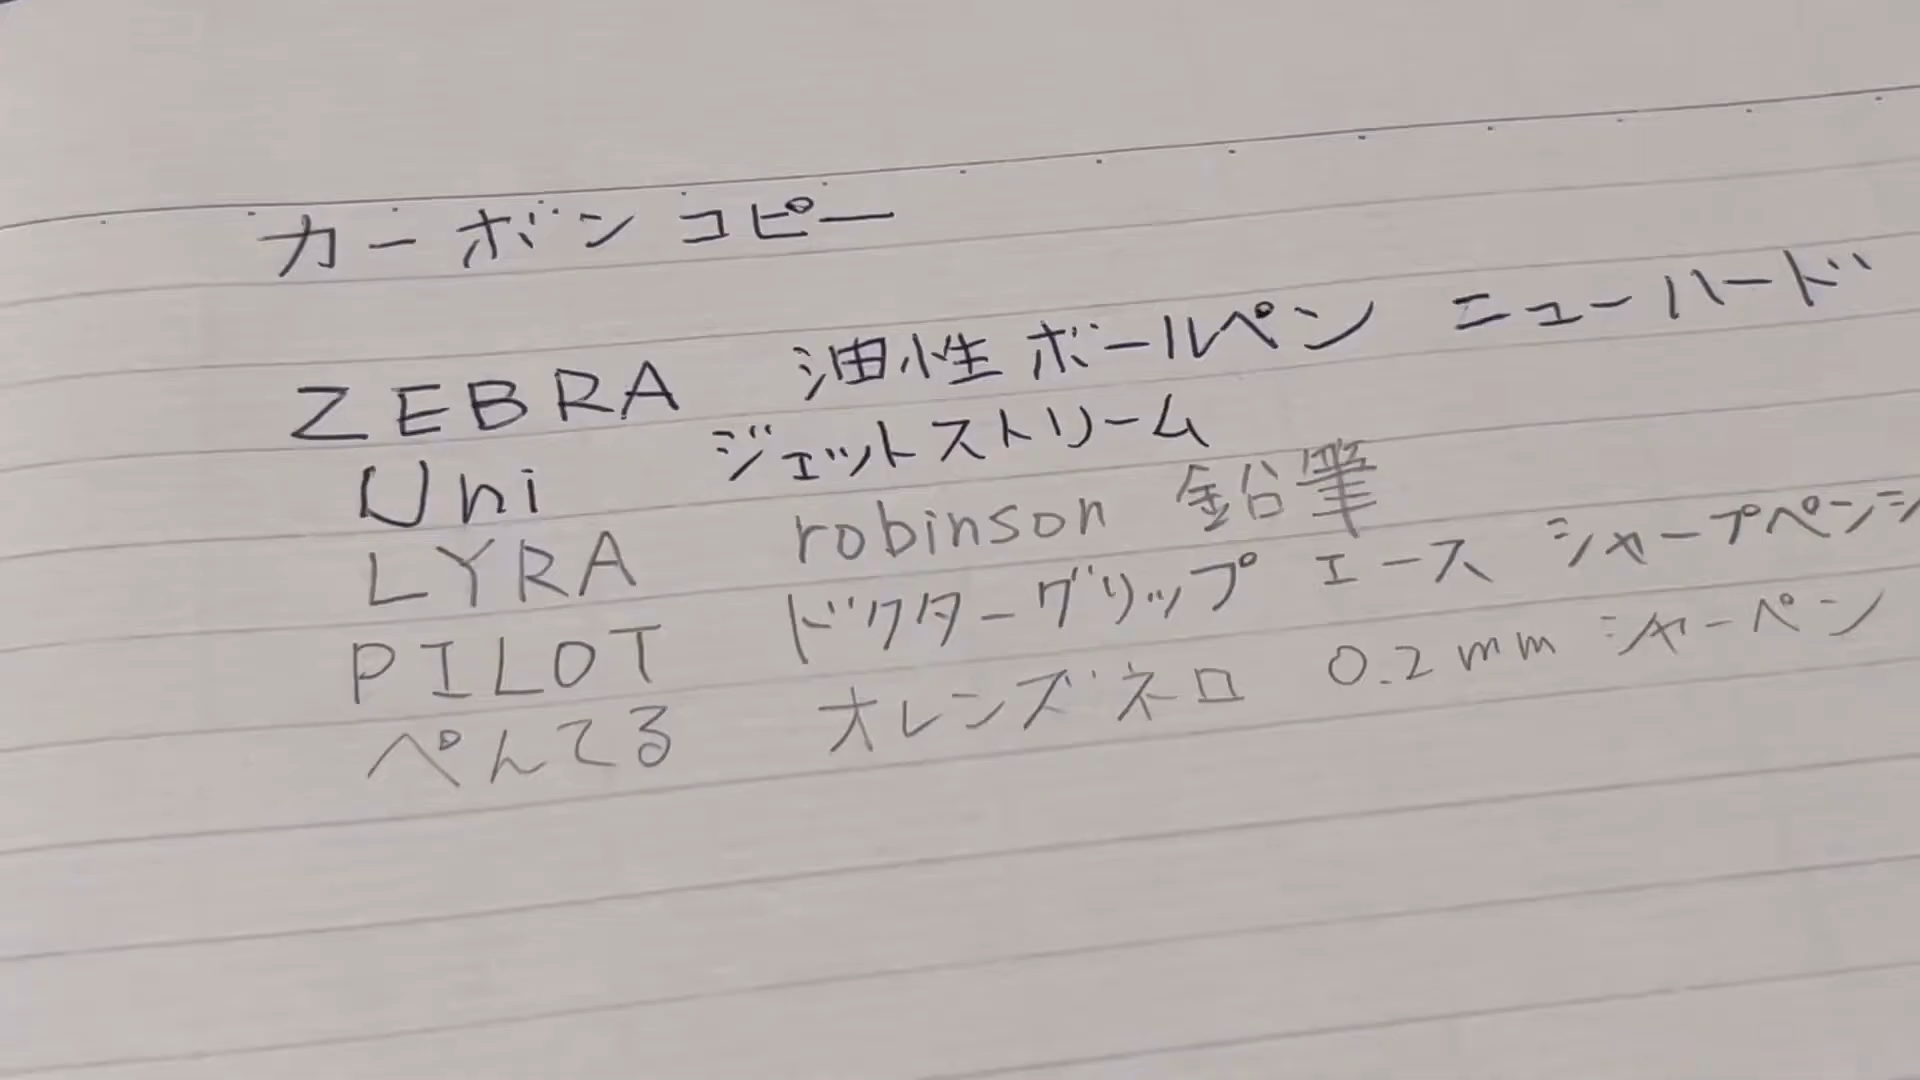 カーボン コピー
ZEBRA 油性ボールペン ニューハード
Uni ジェットストリーム
LYRA robinson 鉛筆
PILOT ドクターグリップ エース シャープペンシ
ぺんてる オレンズネロ 0.2mm シャーペン